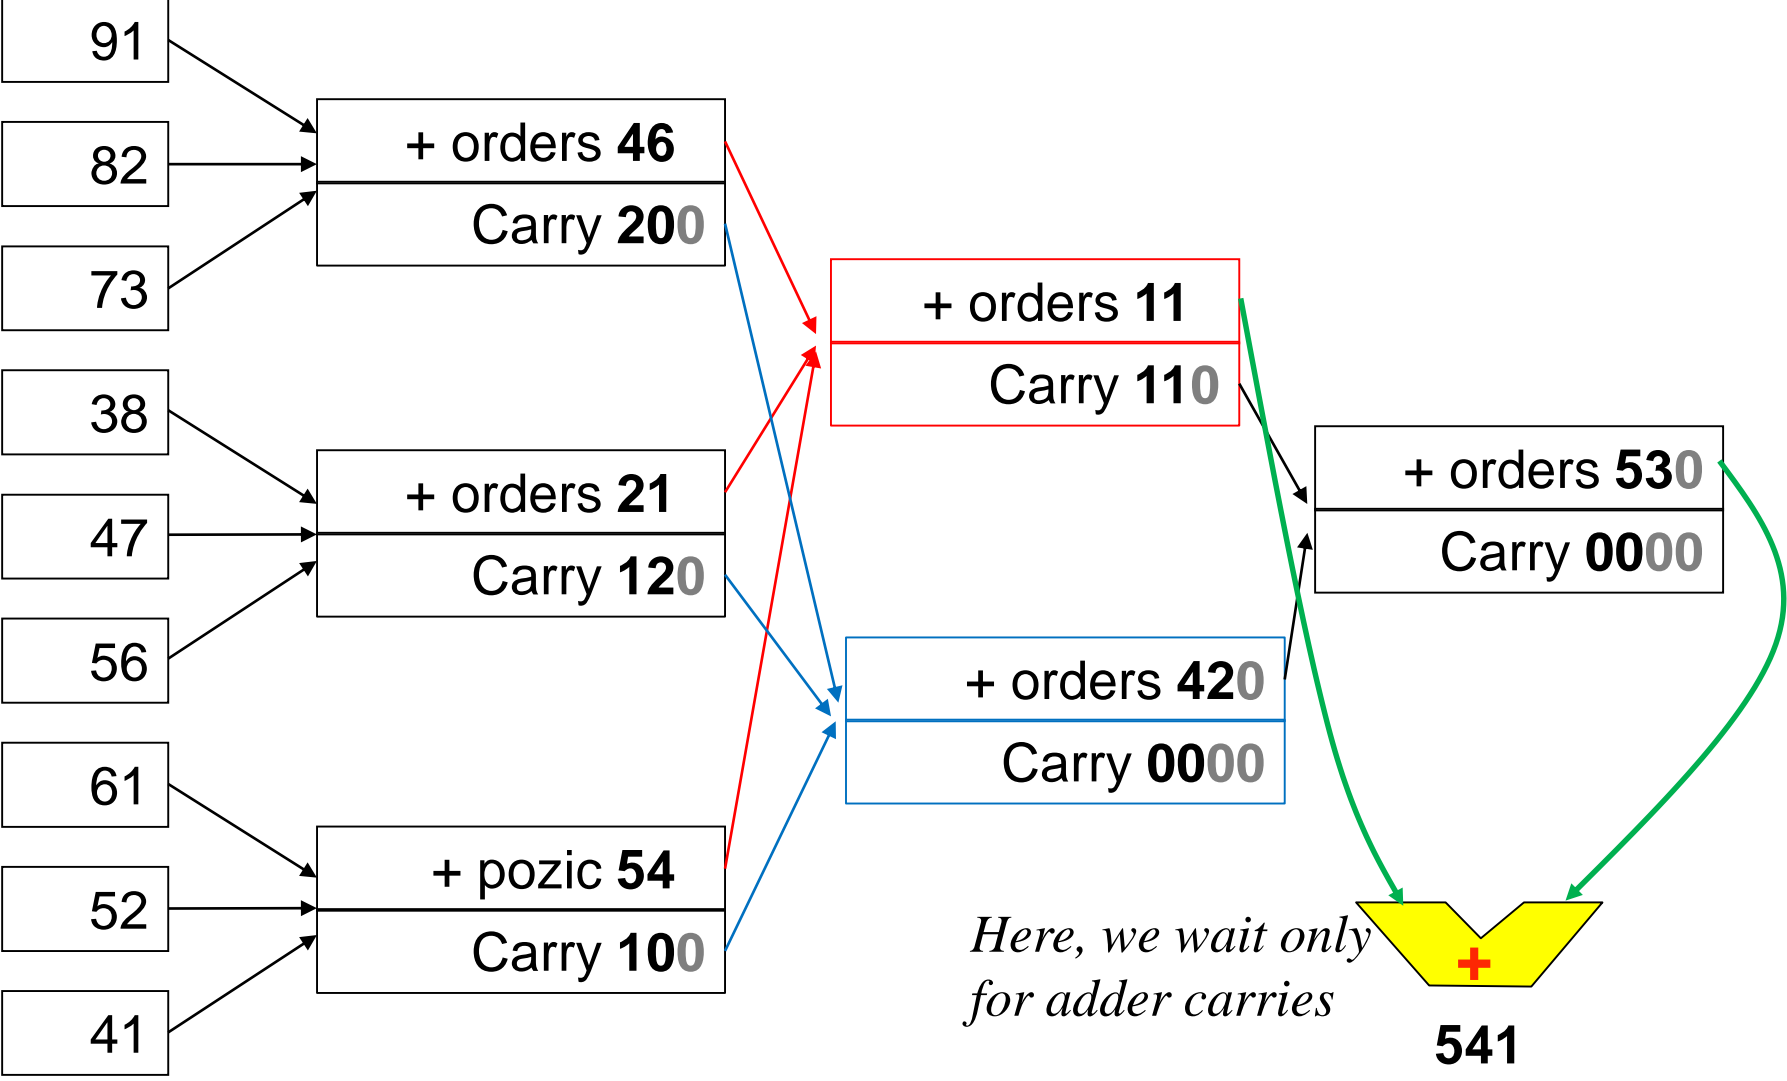 91
82
73
38
47
56
61
52
41
+ orders 46
Carry 200
+ orders 21
Carry 120
+ pozic 54
Carry 100
+ orders 11
Carry 110
+ orders 420
Carry 0000
+ orders 530
Carry 0000
Here, we wait only
for adder carries
+
541